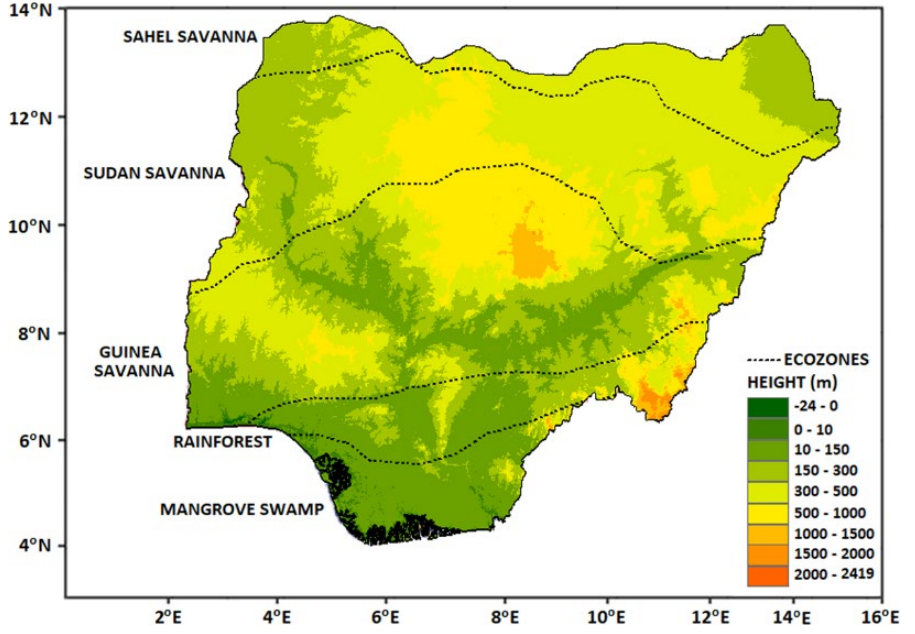 14°N
SAHEL SAVANNA
12°N
SUDAN SAVANNA
10°N
8°N
GUINEA
SAVANNA
ECOZONES
HEIGHT (m)
-24 - 0
0 - 10
10 - 150
150 - 300
300 - 500
500 - 1000
1000 - 1500
1500 - 2000
2000 - 2419
6°N
RAINFOREST
MANGROVE SWAMP
4°N
2°E 4°E 6°E 8°E 10°E 12°E 14°E 16°E